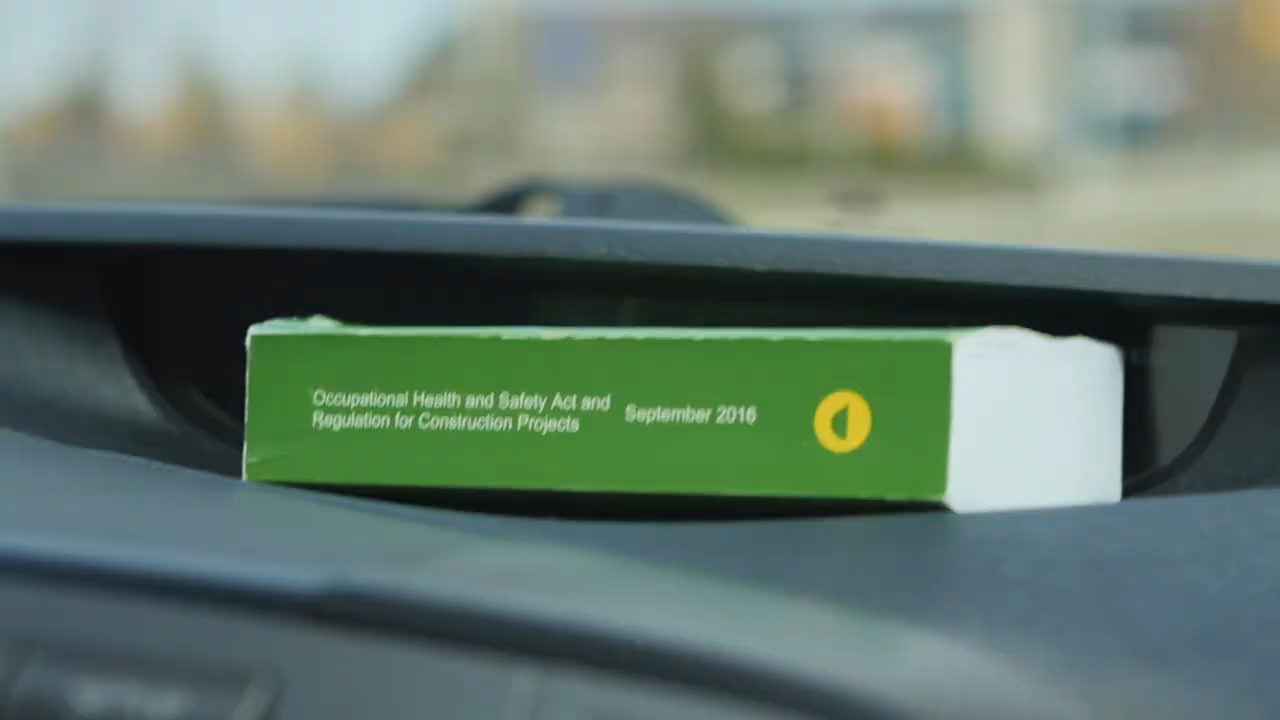 Occupational Health and Safety Act and
Regulation for Construction Projects
September 2016